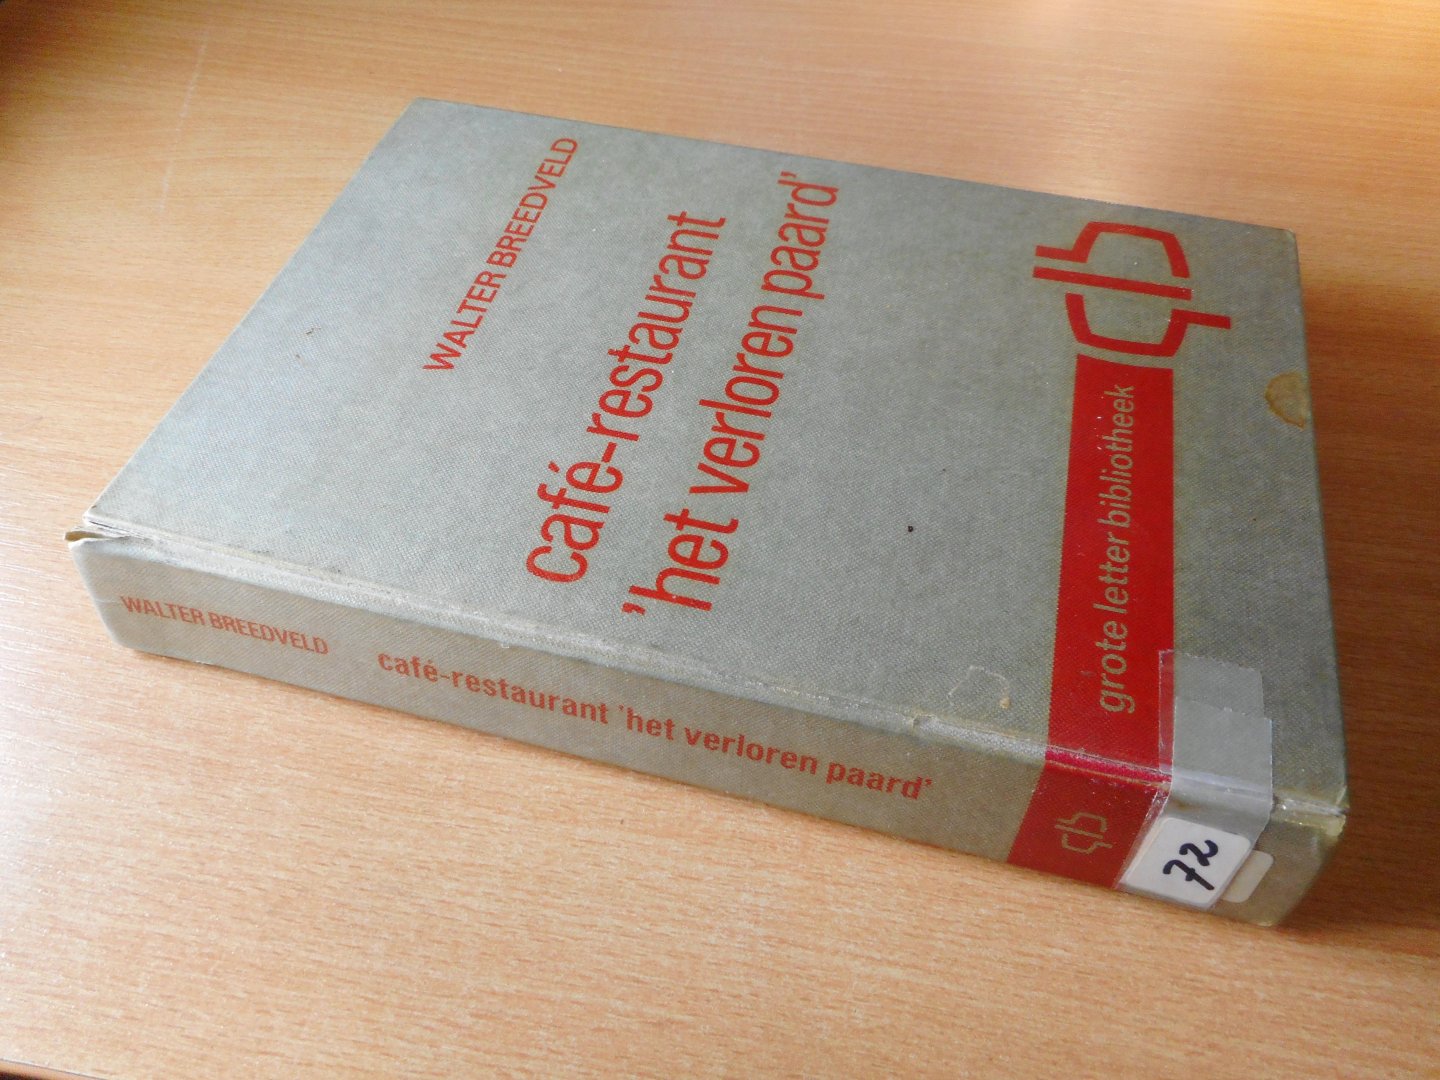 WALTER BREEDVELD
café-restaurant
'het verloren paard'
grote letter bibliotheek
WALTER BREEDVELD café-restaurant 'het verloren paard'
72